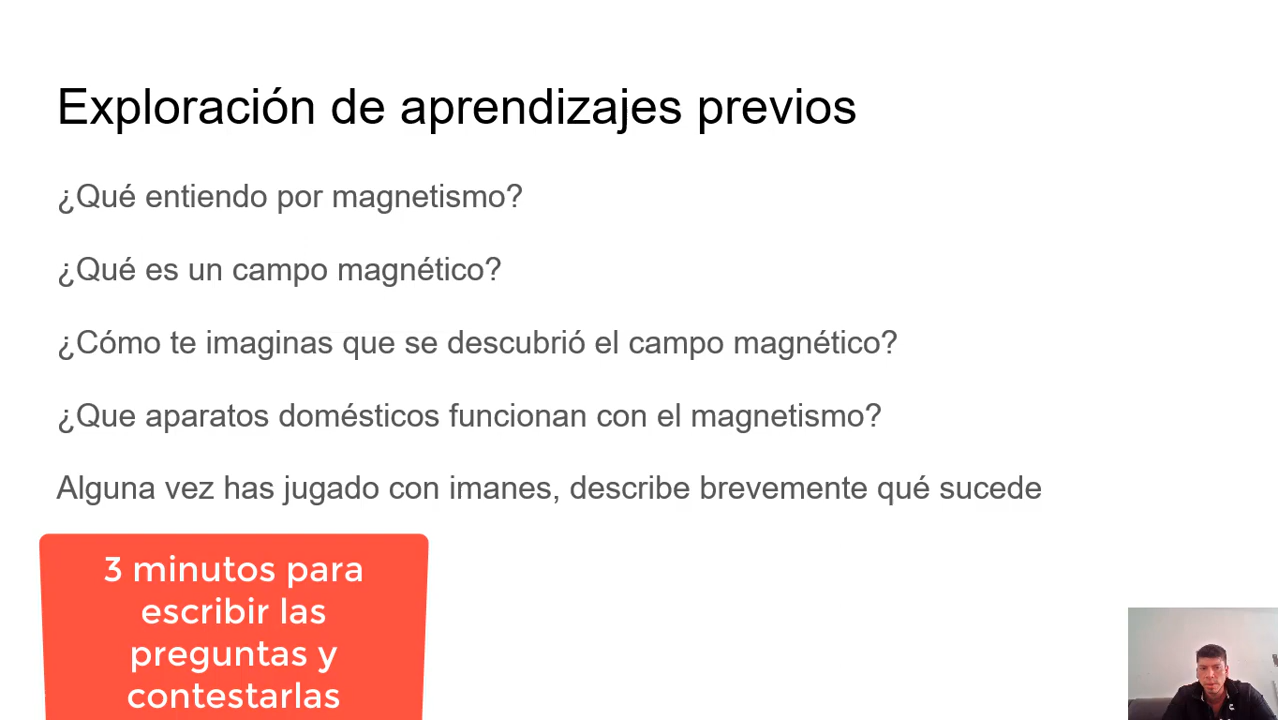 Exploración de aprendizajes previos
¿Qué entiendo por magnetismo?
¿Qué es un campo magnético?
¿Cómo te imaginas que se descubrió el campo magnético?
¿Que aparatos domésticos funcionan con el magnetismo?
Alguna vez has jugado con imanes, describe brevemente qué sucede
3 minutos para
escribir las
preguntas y
contestarlas